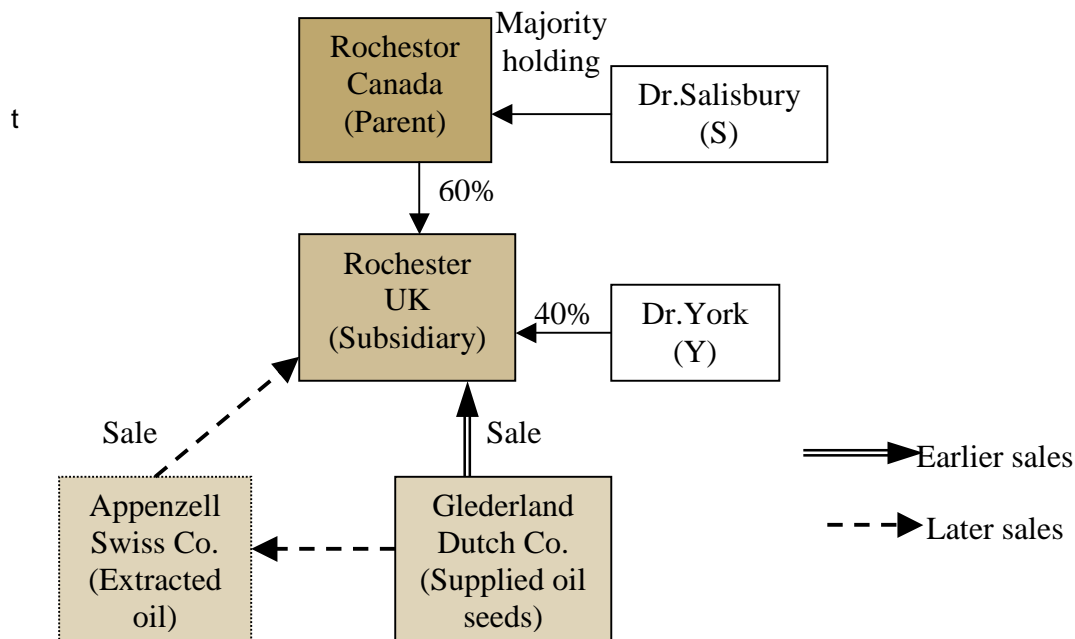 Majority
holding
Rochestor
Canada
(Parent)
Dr.Salisbury
(S)
t
60%
Rochester
UK
(Subsidiary)
40%
Dr.York
(Y)
Sale
Sale
Earlier sales
Later sales
Appenzell
Swiss Co.
(Extracted
oil)
Glederland
Dutch Co.
(Supplied oil
seeds)